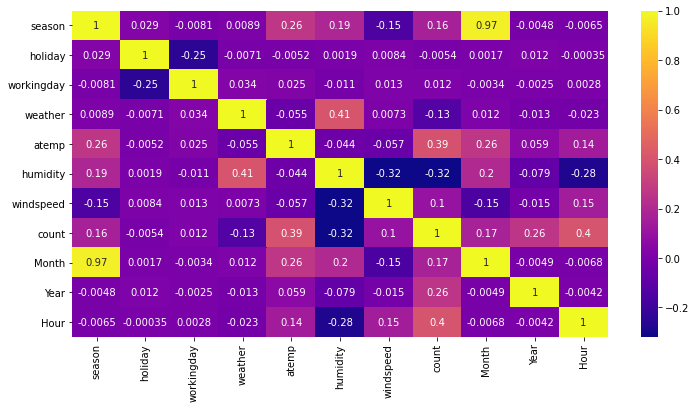 season 1 0.029 -0.0081 0.0089 0.26 0.19 -0.15 0.16 0.97 -0.0048 -0.0065 1.0
holiday 0.029 1 -0.25 -0.0071 -0.0052 0.0019 0.0084 -0.0054 0.0017 0.012 -0.00035
workingday -0.0081 -0.25 1 0.034 0.025 -0.011 0.013 0.012 -0.0034 -0.0025 0.0028 0.8
weather 0.0089 -0.0071 0.034 1 -0.055 0.41 0.0073 -0.13 0.012 -0.013 -0.023
atemp 0.26 -0.0052 0.025 -0.055 1 -0.044 -0.057 0.39 0.26 0.059 0.14 0.6
humidity 0.19 0.0019 -0.011 0.41 -0.044 1 -0.32 -0.32 0.2 -0.079 -0.28 0.4
windspeed -0.15 0.0084 0.013 0.0073 -0.057 -0.32 1 0.1 -0.15 -0.015 0.15 0.2
count 0.16 -0.0054 0.012 -0.13 0.39 -0.32 0.1 1 0.17 0.26 0.4
Month 0.97 0.0017 -0.0034 0.012 0.26 0.2 -0.15 0.17 1 -0.0049 -0.0068 0.0
Year -0.0048 0.012 -0.0025 -0.013 0.059 -0.079 -0.015 0.26 -0.0049 1 -0.0042
Hour -0.0065 -0.00035 0.0028 -0.023 0.14 -0.28 0.15 0.4 -0.0068 -0.0042 1 −0.2
season holiday workingday weather atemp humidity windspeed count Month Year Hour